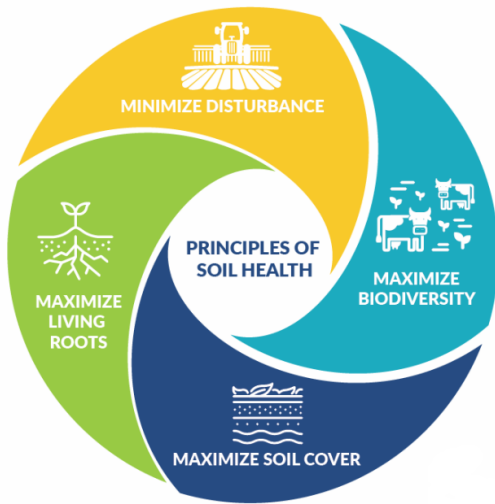 MINIMIZE DISTURBANCE
PRINCIPLES OF
SOIL HEALTH
MAXIMIZE
BIODIVERSITY
MAXIMIZE
LIVING
ROOTS
MAXIMIZE SOIL COVER